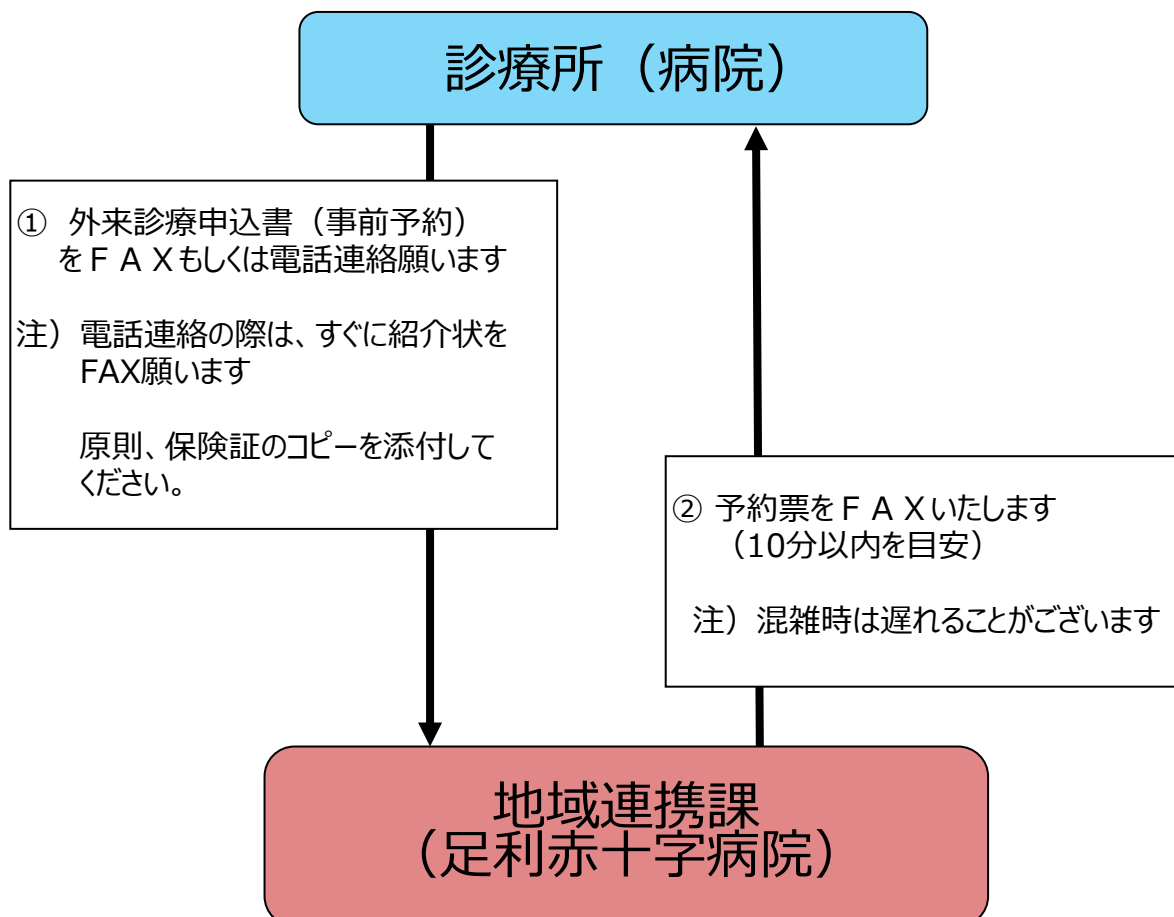 診療所（病院）
① 外来診療申込書（事前予約）
をＦＡＸもしくは電話連絡願います
注）電話連絡の際は、すぐに紹介状を
FAX願います
原則、保険証のコピーを添付して
ください。
② 予約票をＦＡＸいたします
（10分以内を目安）
注）混雑時は遅れることがございます
地域連携課
（足利赤十字病院）